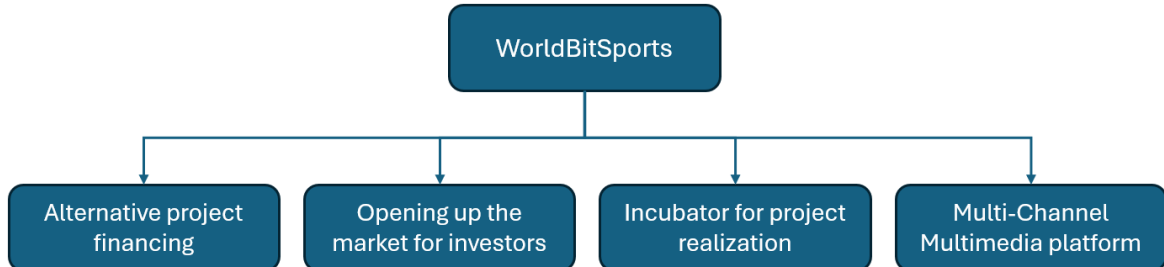 WorldBitSports
Alternative project
financing
Opening up the
market for investors
Incubator for project
realization
Multi-Channel
Multimedia platform